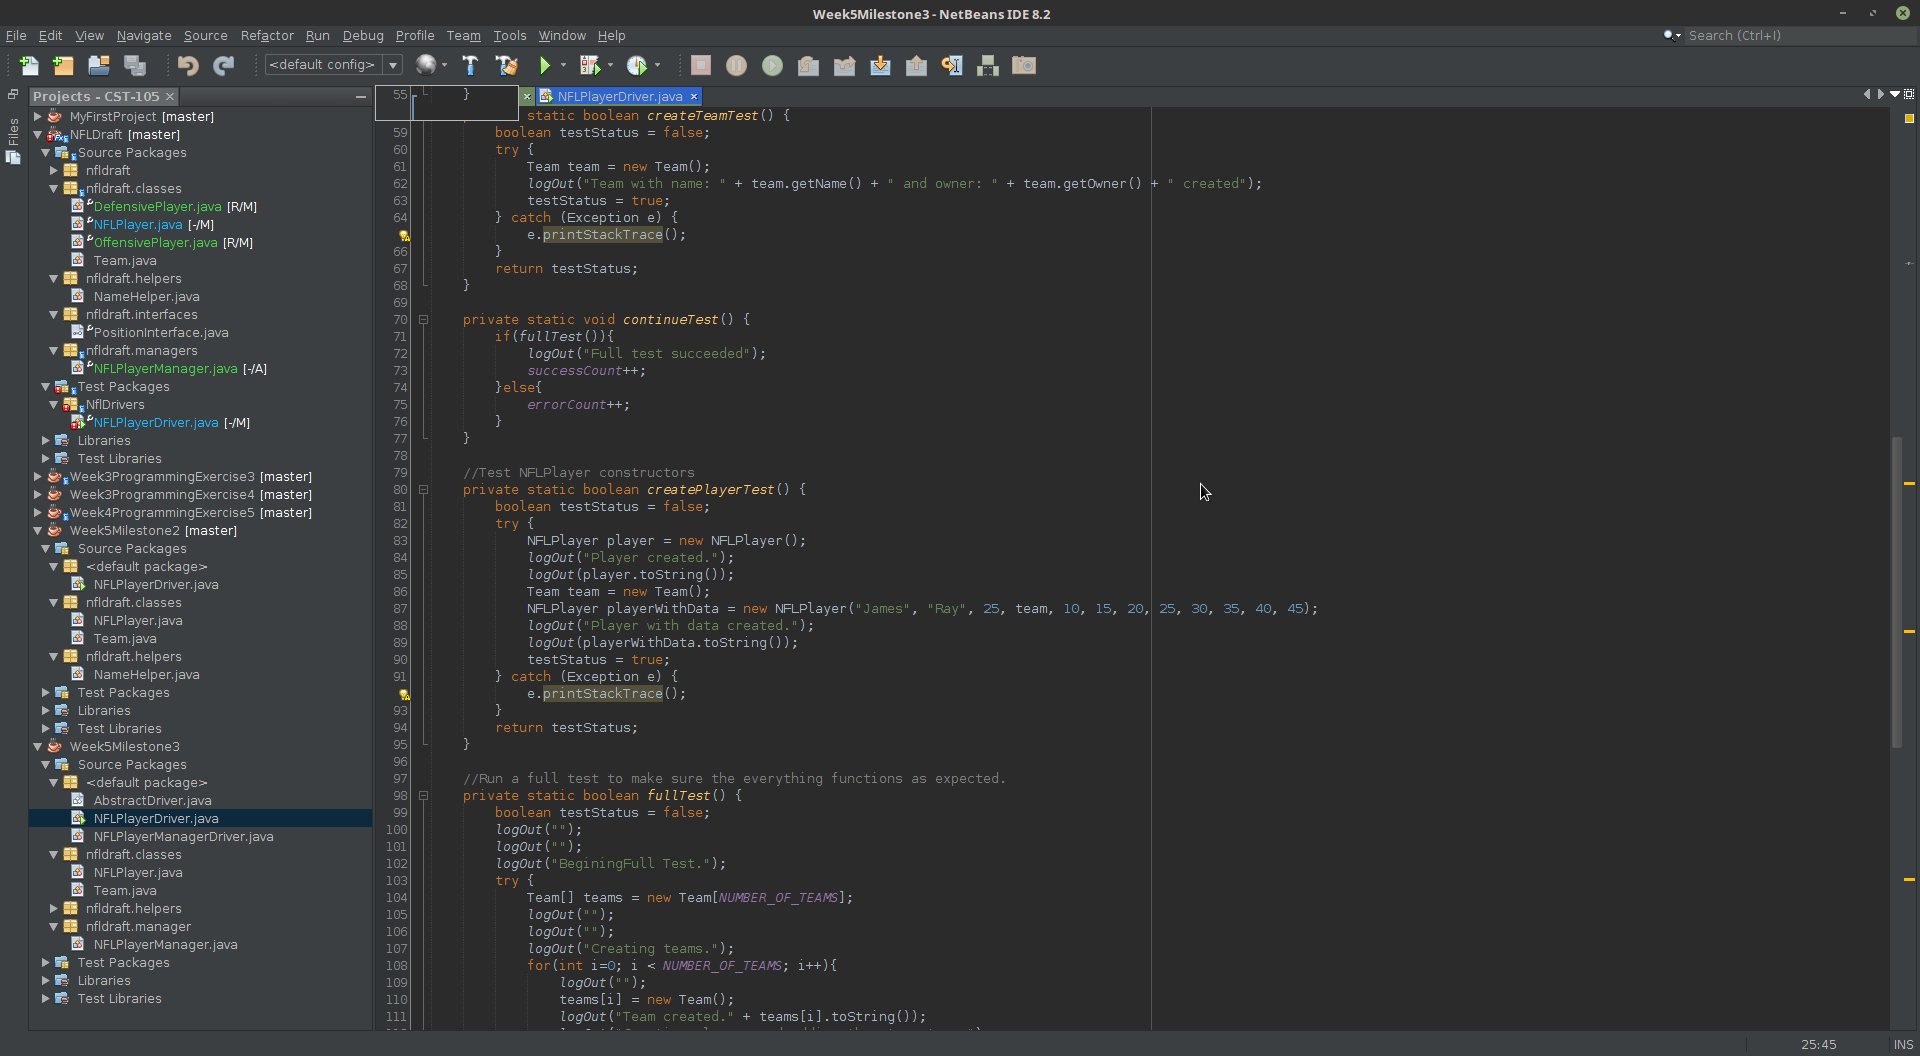 Week5Milestone3 - NetBeans IDE 8.2
File Edit View Navigate Source Refactor Run Debug Profile Team Tools Window Help
Search (Ctrl+I)
<default config>
Projects - CST-105
Files
MyFirstProject [master]
NFLDraft [master]
Source Packages
nfldraft
nfldraft.classes
DefensivePlayer.java [R/M]
NFLPlayer.java [-/M]
OffensivePlayer.java [R/M]
Team.java
nfldraft.helpers
NameHelper.java
nfldraft.interfaces
PositionInterface.java
nfldraft.managers
NFLPlayerManager.java [-/A]
Test Packages
NflDrivers
NFLPlayerDriver.java [-/M]
Libraries
Test Libraries
Week3ProgrammingExercise3 [master]
Week3ProgrammingExercise4 [master]
Week4ProgrammingExercise5 [master]
Week5Milestone2 [master]
Source Packages
<default package>
NFLPlayerDriver.java
nfldraft.classes
NFLPlayer.java
Team.java
nfldraft.helpers
NameHelper.java
Test Packages
Libraries
Test Libraries
Week5Milestone3
Source Packages
<default package>
AbstractDriver.java
NFLPlayerDriver.java
NFLPlayerManagerDriver.java
nfldraft.classes
NFLPlayer.java
Team.java
nfldraft.helpers
nfldraft.manager
NFLPlayerManager.java
Test Packages
Libraries
Test Libraries
NFLPlayerDriver.java
55 }
static boolean createTeamTest() {
59 boolean testStatus = false;
60 try {
61 Team team = new Team();
62 logOut("Team with name: " + team.getName() + " and owner: " + team.getOwner() + " created");
63 testStatus = true;
64 } catch (Exception e) {
e.printStackTrace();
66 }
67 return testStatus;
68 }
69
70 private static void continueTest() {
71 if(fullTest()){
72 logOut("Full test succeeded");
73 successCount++;
74 }else{
75 errorCount++;
76 }
77 }
78
79 //Test NFLPlayer constructors
80 private static boolean createPlayerTest() {
81 boolean testStatus = false;
82 try {
83 NFLPlayer player = new NFLPlayer();
84 logOut("Player created.");
85 logOut(player.toString());
86 Team team = new Team();
87 NFLPlayer playerWithData = new NFLPlayer("James", "Ray", 25, team, 10, 15, 20, 25, 30, 35, 40, 45);
88 logOut("Player with data created.");
89 logOut(playerWithData.toString());
90 testStatus = true;
91 } catch (Exception e) {
e.printStackTrace();
93 }
94 return testStatus;
95 }
96
97 //Run a full test to make sure the everything functions as expected.
98 private static boolean fullTest() {
99 boolean testStatus = false;
100 logOut("");
101 logOut("");
102 logOut("BeginingFull Test.");
103 try {
104 Team[] teams = new Team[NUMBER_OF_TEAMS];
105 logOut("");
106 logOut("");
107 logOut("Creating teams.");
108 for(int i=0; i < NUMBER_OF_TEAMS; i++){
109 logOut("");
110 teams[i] = new Team();
111 logOut("Team created." + teams[i].toString());
25:45 INS